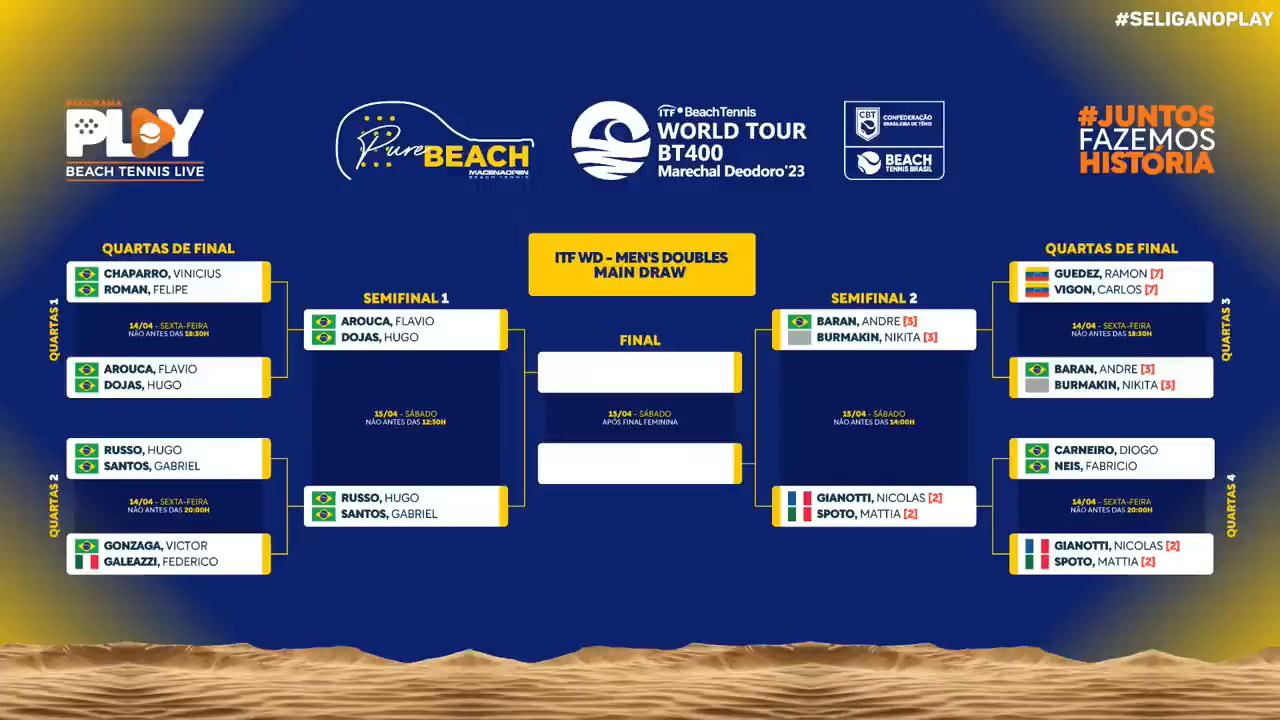 #SELIGANOPLAY
PROGRAMA
PLAY
BEACH TENNIS LIVE
Pure BEACH
MACENAOPEN
BEACH TENNIS
ITF BeachTennis
WORLD TOUR
BT400
Marechal Deodoro'23
CBT
CONFEDERAÇÃO
BRASILEIRA DE TÊNIS
BEACH
TENNIS BRASIL
#JUNTOS
FAZEMOS
HISTÓRIA
ITF WD - MEN'S DOUBLES
MAIN DRAW
QUARTAS DE FINAL
QUARTAS 1
CHAPARRO, VINICIUS
ROMAN, FELIPE
14/04 - SEXTA-FEIRA
NÃO ANTES DAS 18:30H
AROUCA, FLAVIO
DOJAS, HUGO
QUARTAS 2
RUSSO, HUGO
SANTOS, GABRIEL
14/04 - SEXTA-FEIRA
NÃO ANTES DAS 20:00H
GONZAGA, VICTOR
GALEAZZI, FEDERICO
SEMIFINAL 1
AROUCA, FLAVIO
DOJAS, HUGO
15/04 - SÁBADO
NÃO ANTES DAS 12:30H
RUSSO, HUGO
SANTOS, GABRIEL
FINAL
15/04 - SÁBADO
APÓS FINAL FEMININA
SEMIFINAL 2
BARAN, ANDRE [3]
BURMAKIN, NIKITA [3]
15/04 - SÁBADO
NÃO ANTES DAS 14:00H
GIANOTTI, NICOLAS [2]
SPOTO, MATTIA [2]
QUARTAS DE FINAL
GUEDEZ, RAMON [7]
VIGON, CARLOS [7]
14/04 - SEXTA-FEIRA
NÃO ANTES DAS 18:30H
BARAN, ANDRE [3]
BURMAKIN, NIKITA [3]
QUARTAS 3
CARNEIRO, DIOGO
NEIS, FABRICIO
14/04 - SEXTA-FEIRA
NÃO ANTES DAS 20:00H
GIANOTTI, NICOLAS [2]
SPOTO, MATTIA [2]
QUARTAS 4